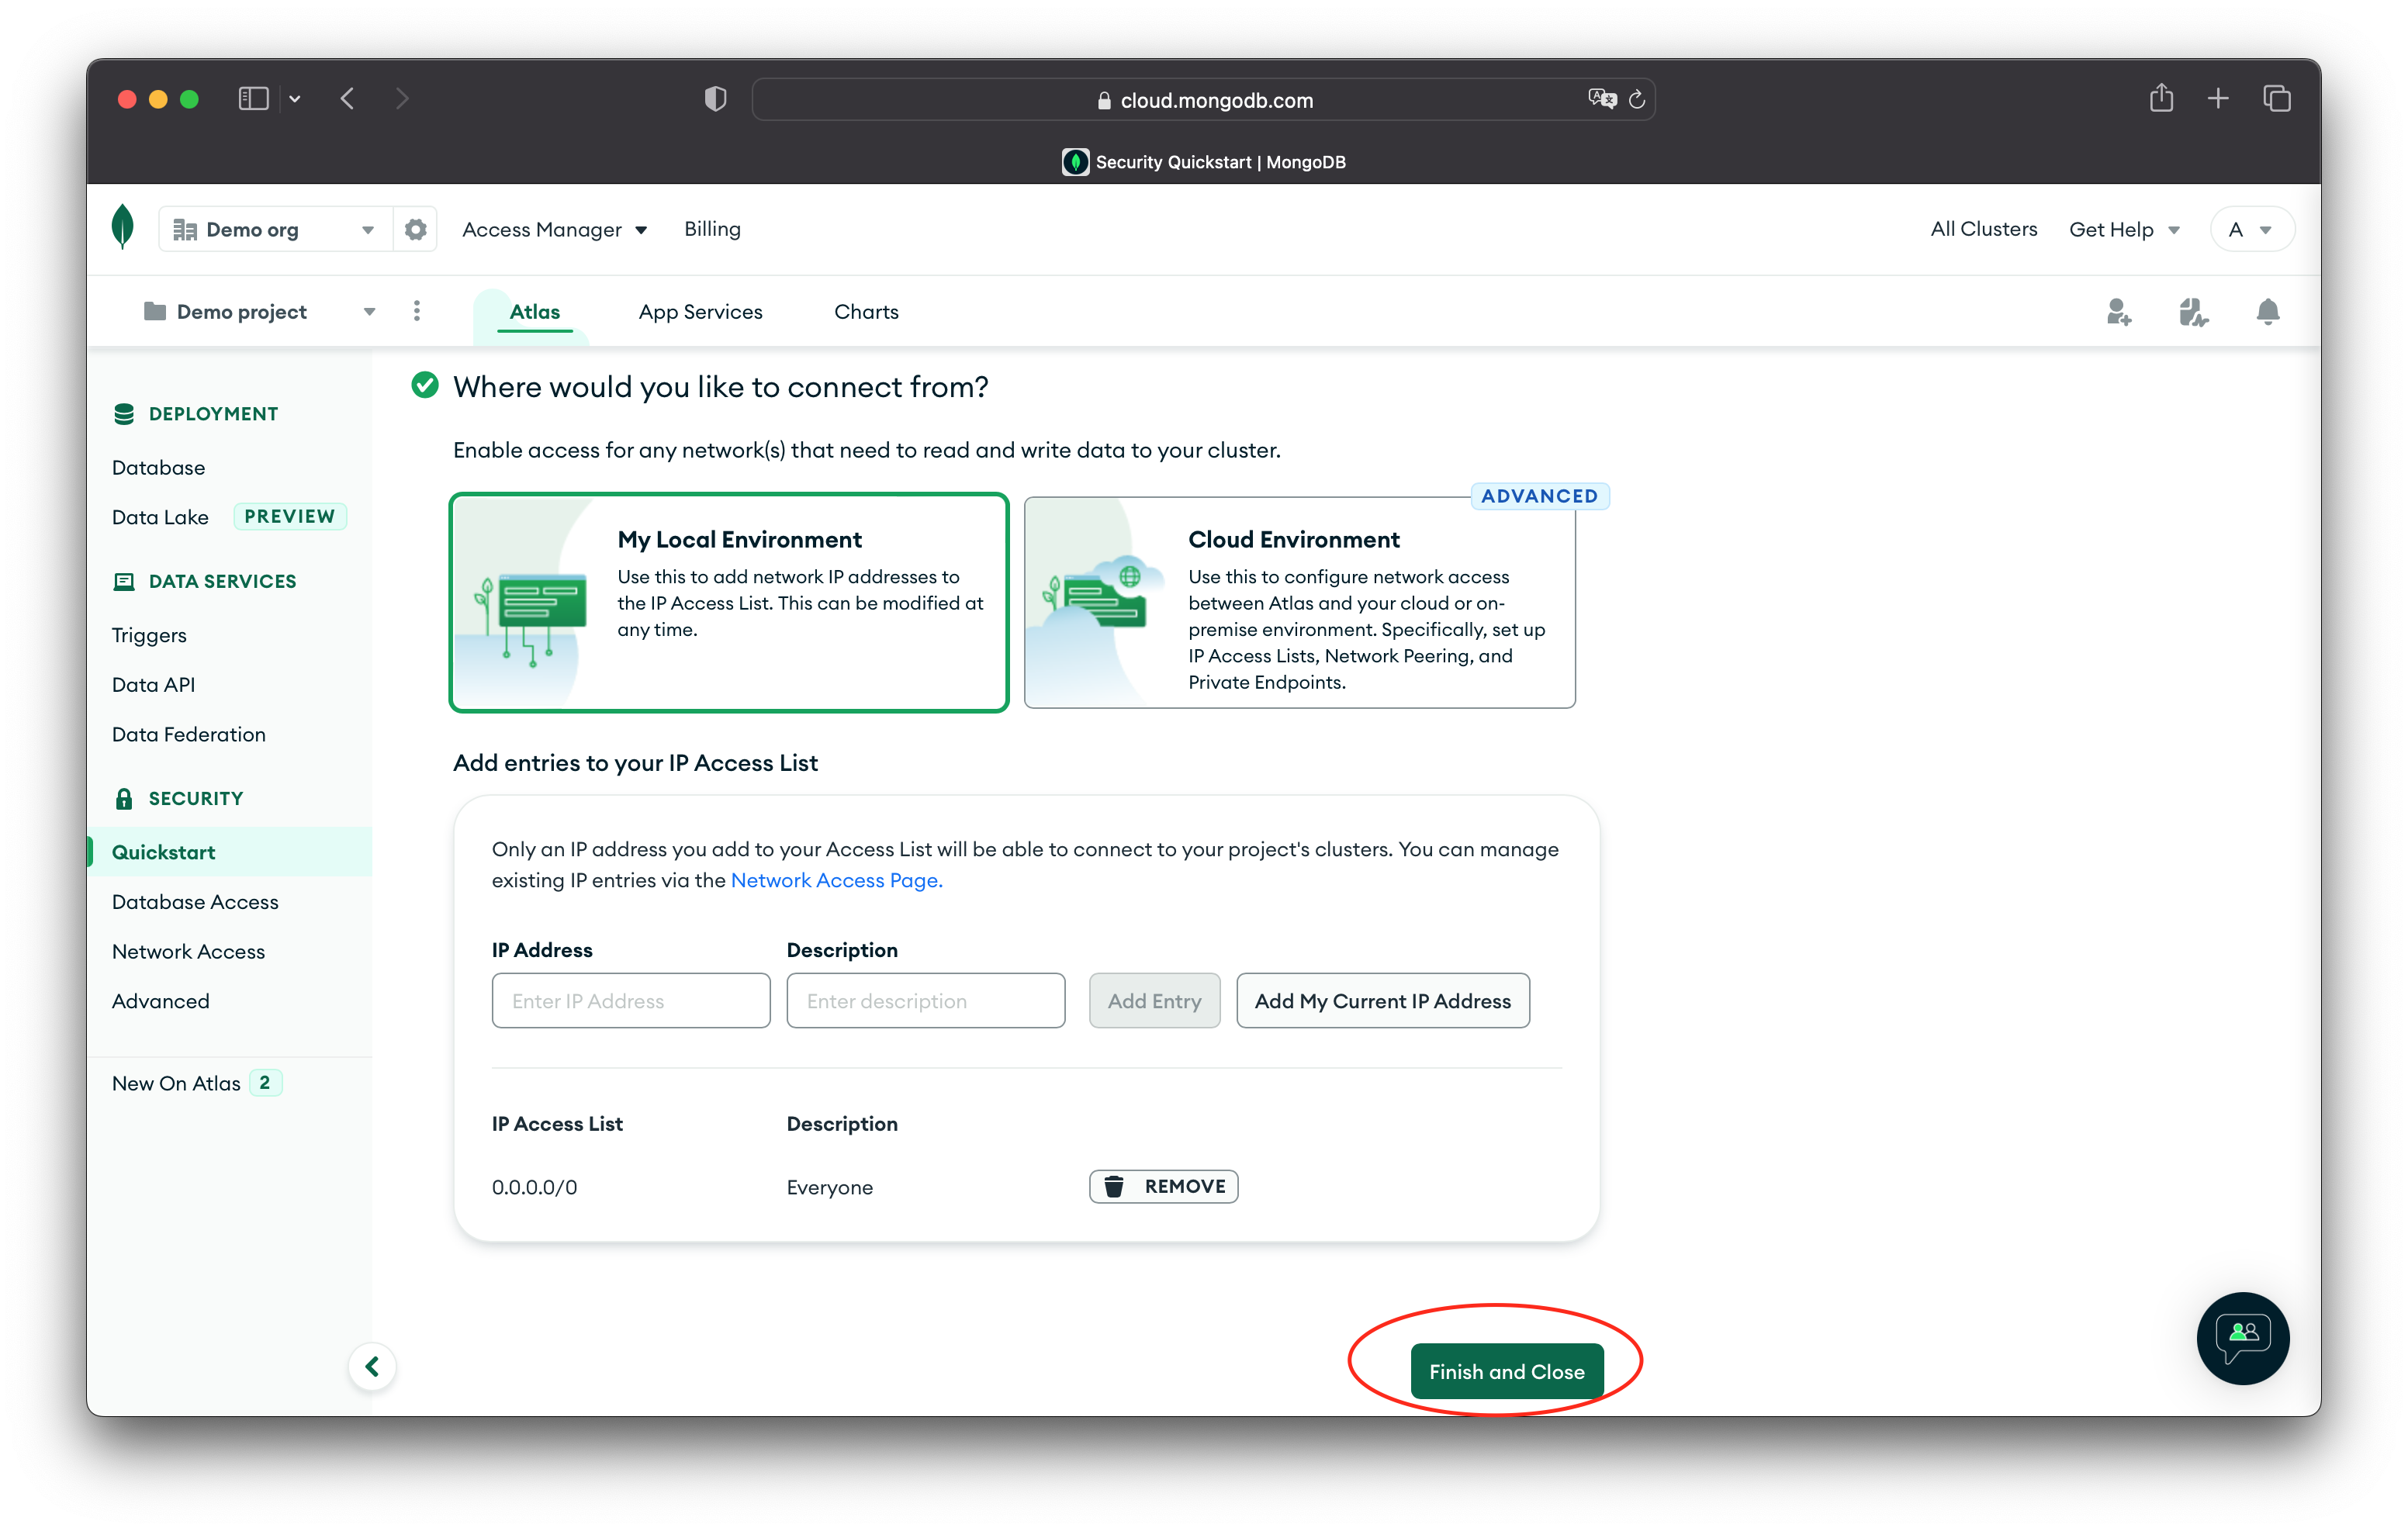 cloud.mongodb.com
Security Quickstart | MongoDB
Demo org
Access Manager
Billing
All Clusters
Get Help
A
Demo project
Atlas
App Services
Charts
DEPLOYMENT
Database
Data Lake PREVIEW
DATA SERVICES
Triggers
Data API
Data Federation
SECURITY
Quickstart
Database Access
Network Access
Advanced
New On Atlas 2
Where would you like to connect from?
Enable access for any network(s) that need to read and write data to your cluster.
My Local Environment
Use this to add network IP addresses to
the IP Access List. This can be modified at
any time.
ADVANCED
Cloud Environment
Use this to configure network access
between Atlas and your cloud or on-
premise environment. Specifically, set up
IP Access Lists, Network Peering, and
Private Endpoints.
Add entries to your IP Access List
Only an IP address you add to your Access List will be able to connect to your project's clusters. You can manage
existing IP entries via the Network Access Page.
IP Address Description
Enter IP Address Enter description Add Entry Add My Current IP Address
IP Access List Description
0.0.0.0/0 Everyone REMOVE
Finish and Close